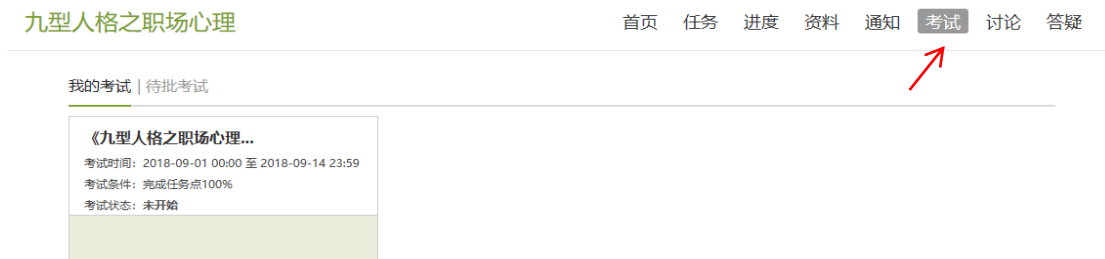 九型人格之职场心理
首页 任务 进度 资料 通知 考试 讨论 答疑
我的考试 | 待批考试
《九型人格之职场心理...
考试时间：2018-09-01 00:00 至 2018-09-14 23:59
考试条件：完成任务点100%
考试状态：未开始